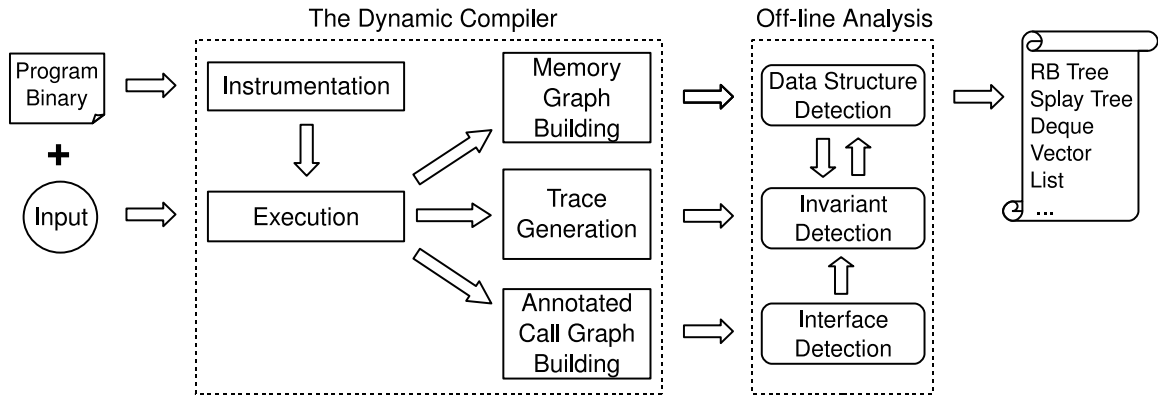 The Dynamic Compiler
Off-line Analysis
Program
Binary
+
Input
Instrumentation
Execution
Memory
Graph
Building
Trace
Generation
Annotated
Call Graph
Building
Data Structure
Detection
Invariant
Detection
Interface
Detection
RB Tree
Splay Tree
Deque
Vector
List
...